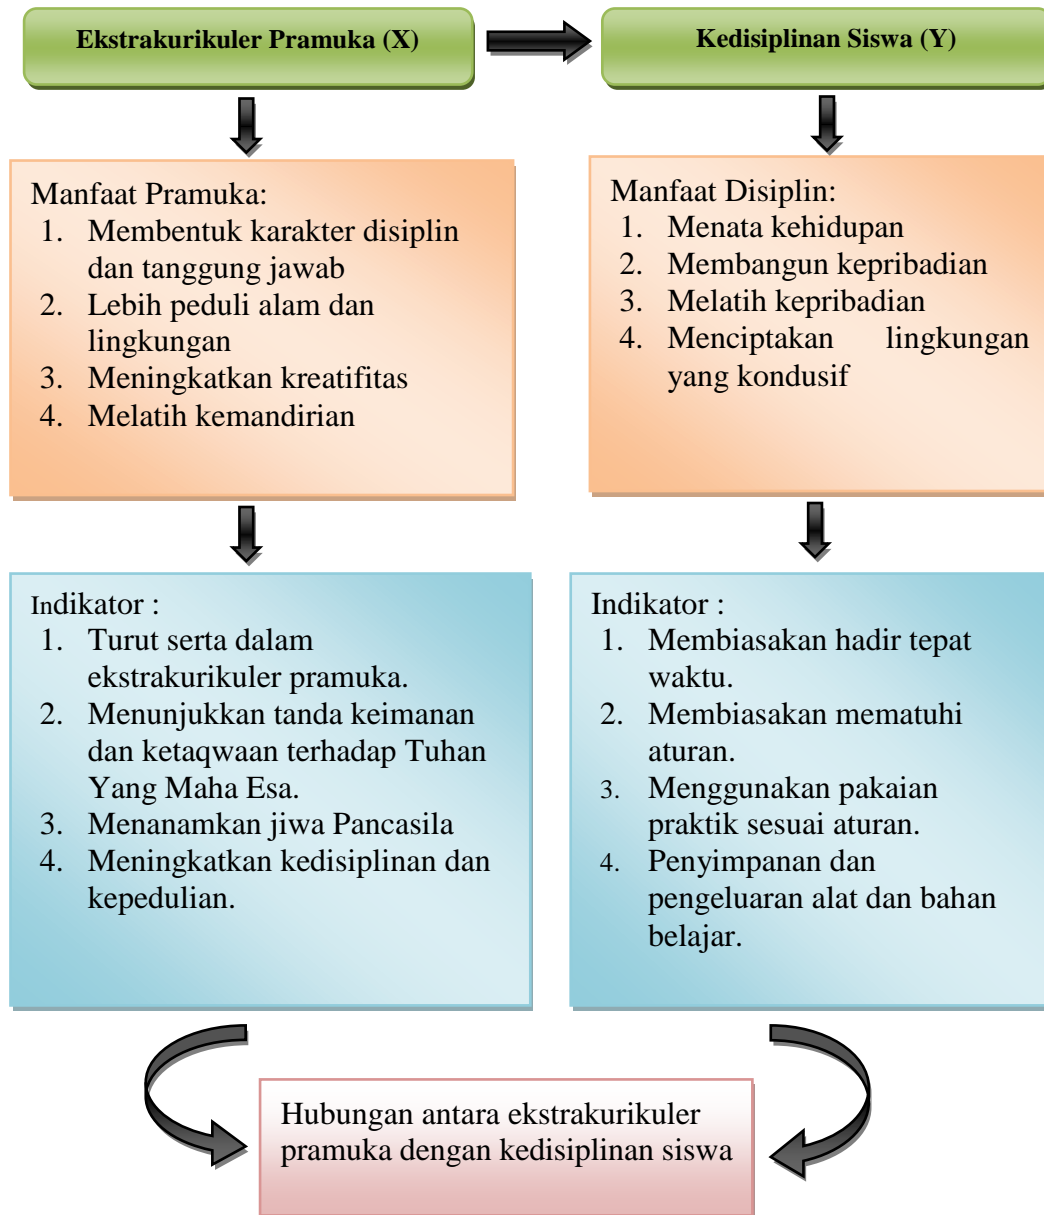 Ekstrakurikuler Pramuka (X)
Kedisiplinan Siswa (Y)
Manfaat Pramuka:
1. Membentuk karakter disiplin
dan tanggung jawab
2. Lebih peduli alam dan
lingkungan
3. Meningkatkan kreatifitas
4. Melatih kemandirian
Manfaat Disiplin:
1. Menata kehidupan
2. Membangun kepribadian
3. Melatih kepribadian
4. Menciptakan lingkungan
yang kondusif
Indikator :
1. Turut serta dalam
ekstrakurikuler pramuka.
2. Menunjukkan tanda keimanan
dan ketaqwaan terhadap Tuhan
Yang Maha Esa.
3. Menanamkan jiwa Pancasila
4. Meningkatkan kedisiplinan dan
kepedulian.
Indikator :
1. Membiasakan hadir tepat
waktu.
2. Membiasakan mematuhi
aturan.
3. Menggunakan pakaian
praktik sesuai aturan.
4. Penyimpanan dan
pengeluaran alat dan bahan
belajar.
Hubungan antara ekstrakurikuler
pramuka dengan kedisiplinan siswa